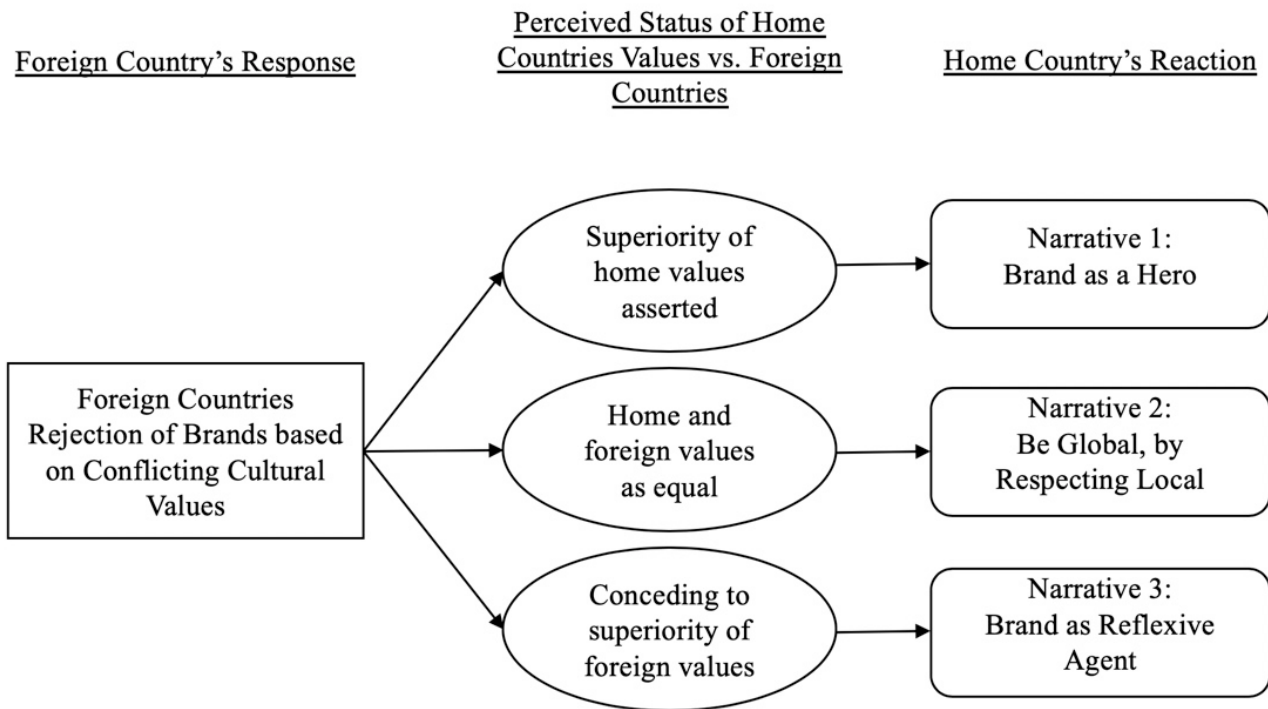 Foreign Country’s Response
Perceived Status of Home
Countries Values vs. Foreign
Countries
Home Country’s Reaction
Foreign Countries
Rejection of Brands based
on Conflicting Cultural
Values
Superiority of
home values
asserted
Narrative 1:
Brand as a Hero
Home and
foreign values
as equal
Narrative 2:
Be Global, by
Respecting Local
Conceding to
superiority of
foreign values
Narrative 3:
Brand as Reflexive
Agent